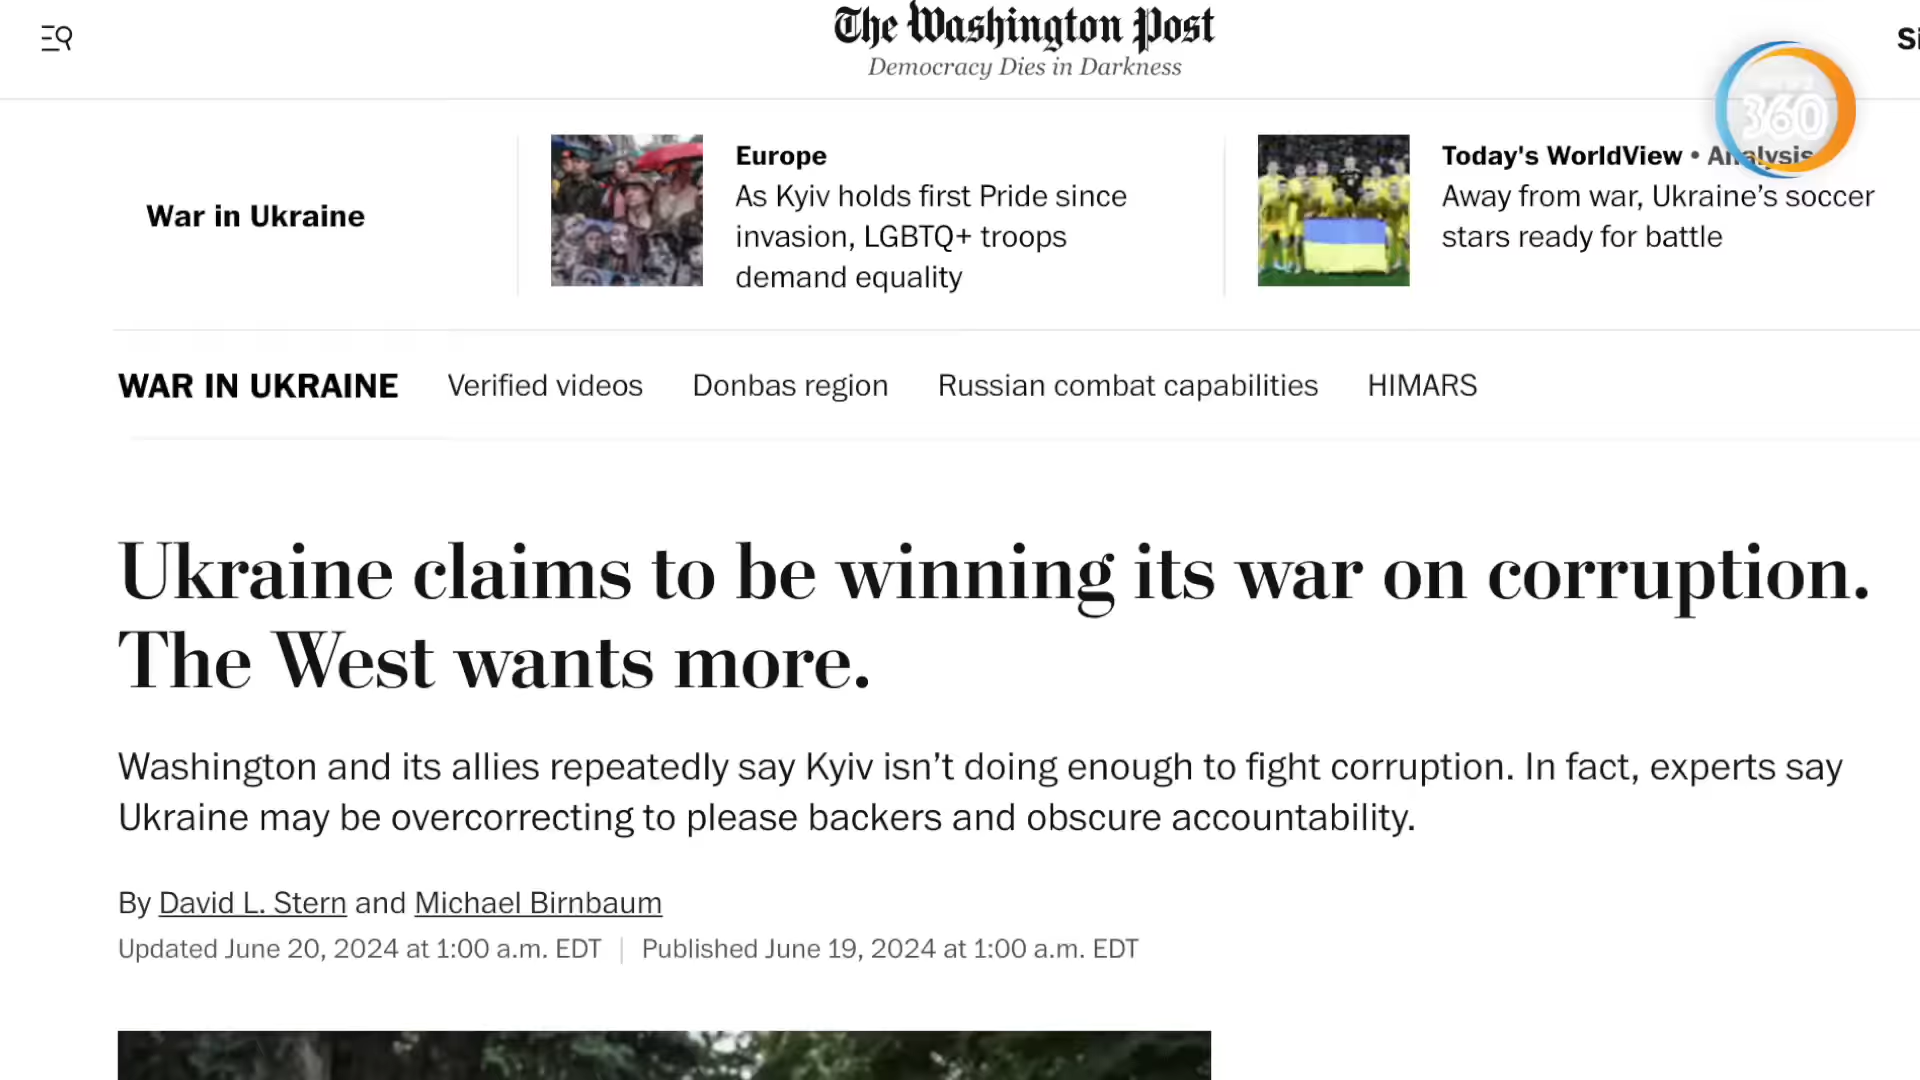 The Washington Post
Democracy Dies in Darkness
Si
360
War in Ukraine
Europe
As Kyiv holds first Pride since
invasion, LGBTQ+ troops
demand equality
Today's WorldView • Analysis
Away from war, Ukraine’s soccer
stars ready for battle
WAR IN UKRAINE Verified videos Donbas region Russian combat capabilities HIMARS
Ukraine claims to be winning its war on corruption.
The West wants more.
Washington and its allies repeatedly say Kyiv isn’t doing enough to fight corruption. In fact, experts say
Ukraine may be overcorrecting to please backers and obscure accountability.
By David L. Stern and Michael Birnbaum
Updated June 20, 2024 at 1:00 a.m. EDT | Published June 19, 2024 at 1:00 a.m. EDT